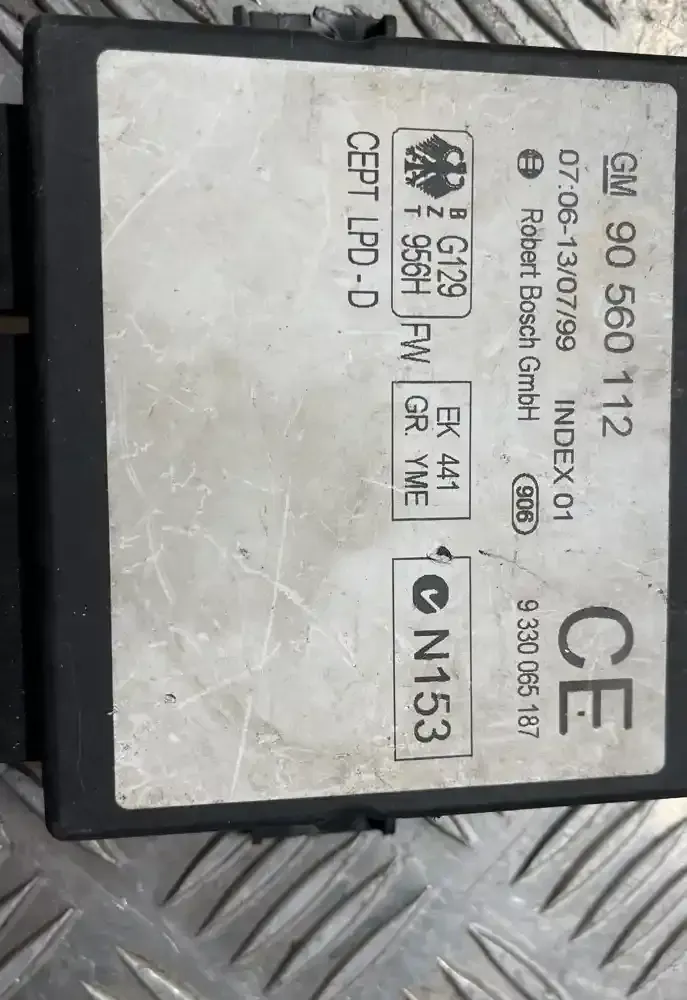 GM 90 560 112
07:06-13/07/99 INDEX 01
CE
Robert Bosch GmbH 906 9 330 065 187
BZT G129 956H
FW
EK 441
GR. YME
N153
CEPT LPD-D